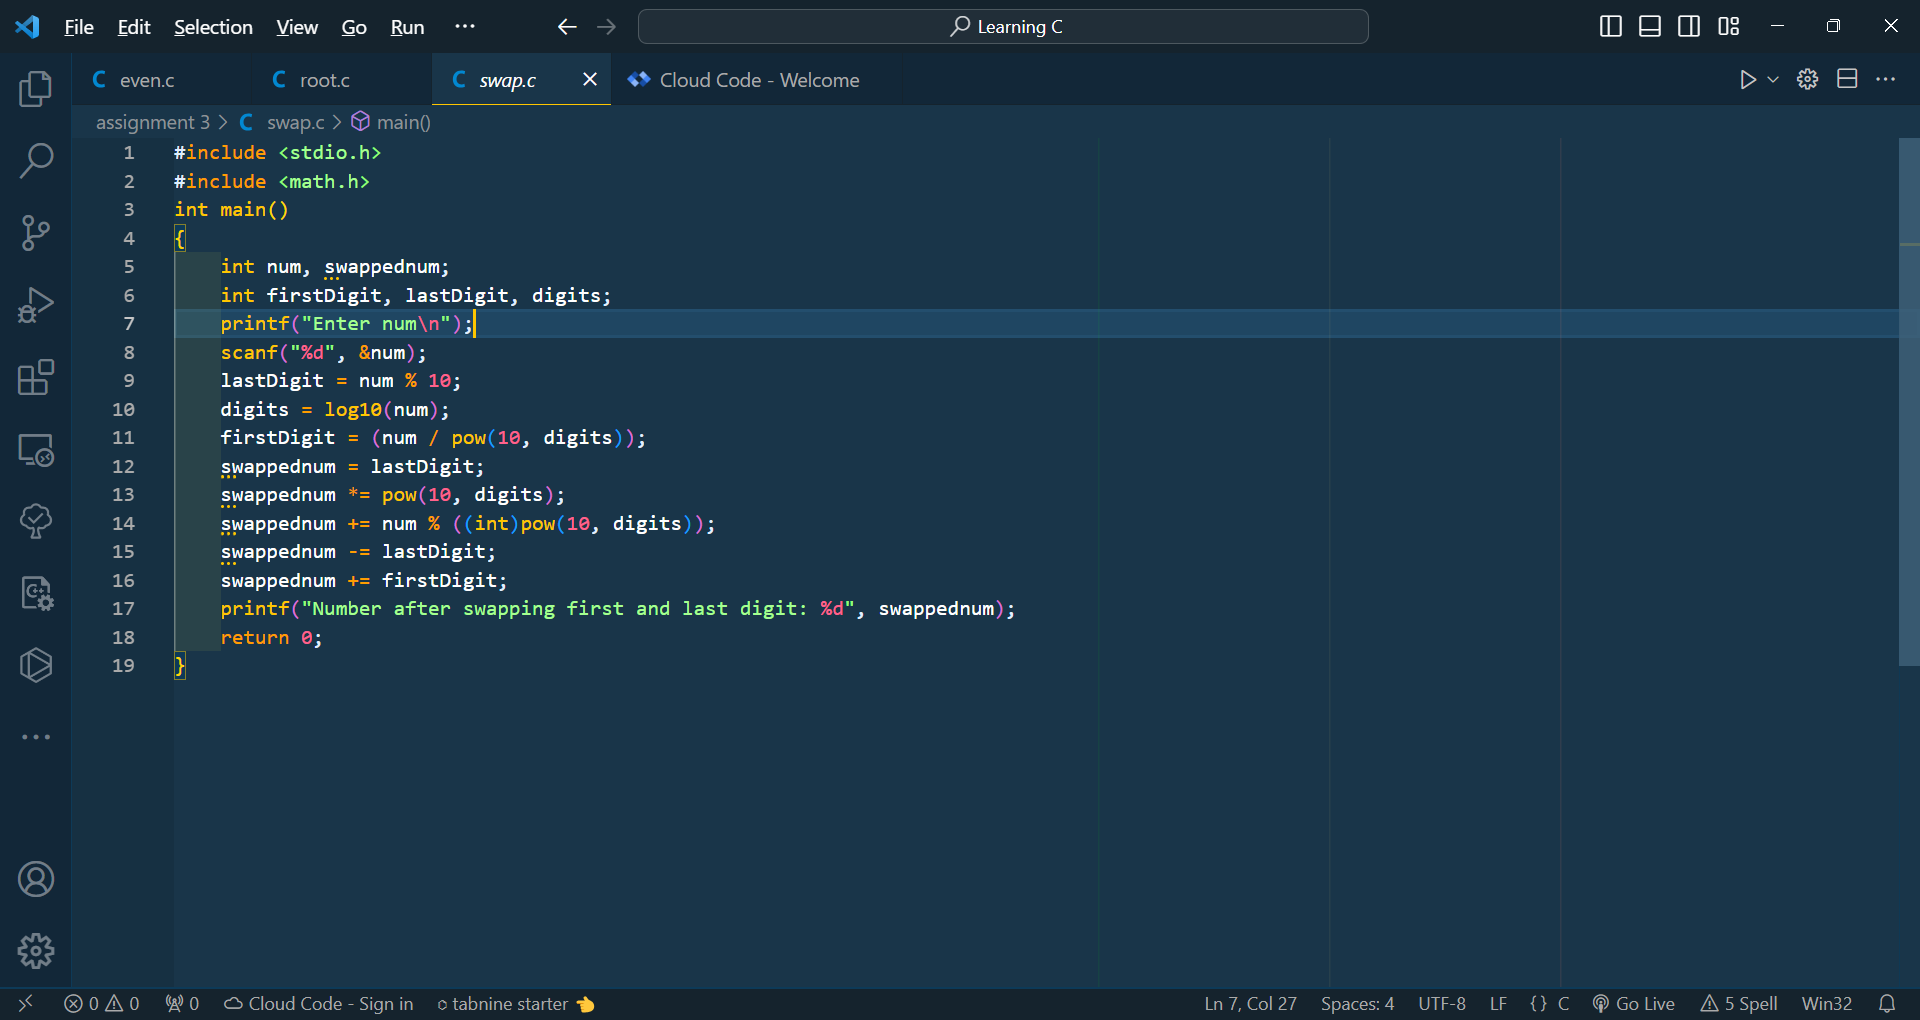 File Edit Selection View Go Run ··· Learning C
even.c root.c swap.c Cloud Code - Welcome
assignment 3 > C swap.c > main()
1 #include <stdio.h>
2 #include <math.h>
3 int main()
4 {
5     int num, swappednum;
6     int firstDigit, lastDigit, digits;
7     printf("Enter num\n");
8     scanf("%d", &num);
9     lastDigit = num % 10;
10     digits = log10(num);
11     firstDigit = (num / pow(10, digits));
12     swappednum = lastDigit;
13     swappednum *= pow(10, digits);
14     swappednum += num % ((int)pow(10, digits));
15     swappednum -= lastDigit;
16     swappednum += firstDigit;
17     printf("Number after swapping first and last digit: %d", swappednum);
18     return 0;
19 }
0 0 0 Cloud Code - Sign in tabnine starter 👈 Ln 7, Col 27 Spaces: 4 UTF-8 LF {} C Go Live 5 Spell Win32